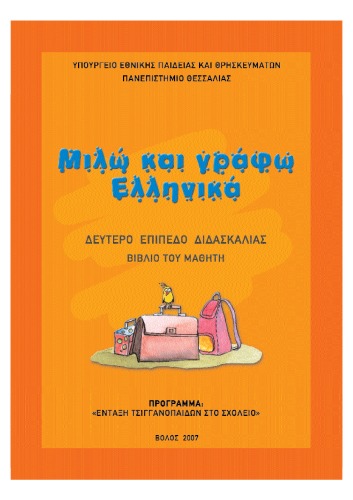 ΥΠΟΥΡΓΕΙΟ ΕΘΝΙΚΗΣ ΠΑΙΔΕΙΑΣ ΚΑΙ ΘΡΗΣΚΕΥΜΑΤΩΝ
ΠΑΝΕΠΙΣΤΗΜΙΟ ΘΕΣΣΑΛΙΑΣ
Μιλώ και γράφω
Ελληνικά
ΔΕΥΤΕΡΟ ΕΠΙΠΕΔΟ ΔΙΔΑΣΚΑΛΙΑΣ
ΒΙΒΛΙΟ ΤΟΥ ΜΑΘΗΤΗ
ΠΡΟΓΡΑΜΜΑ:
«ΕΝΤΑΞΗ ΤΣΙΓΓΑΝΟΠΑΙΔΩΝ ΣΤΟ ΣΧΟΛΕΙΟ»
ΒΟΛΟΣ 2007